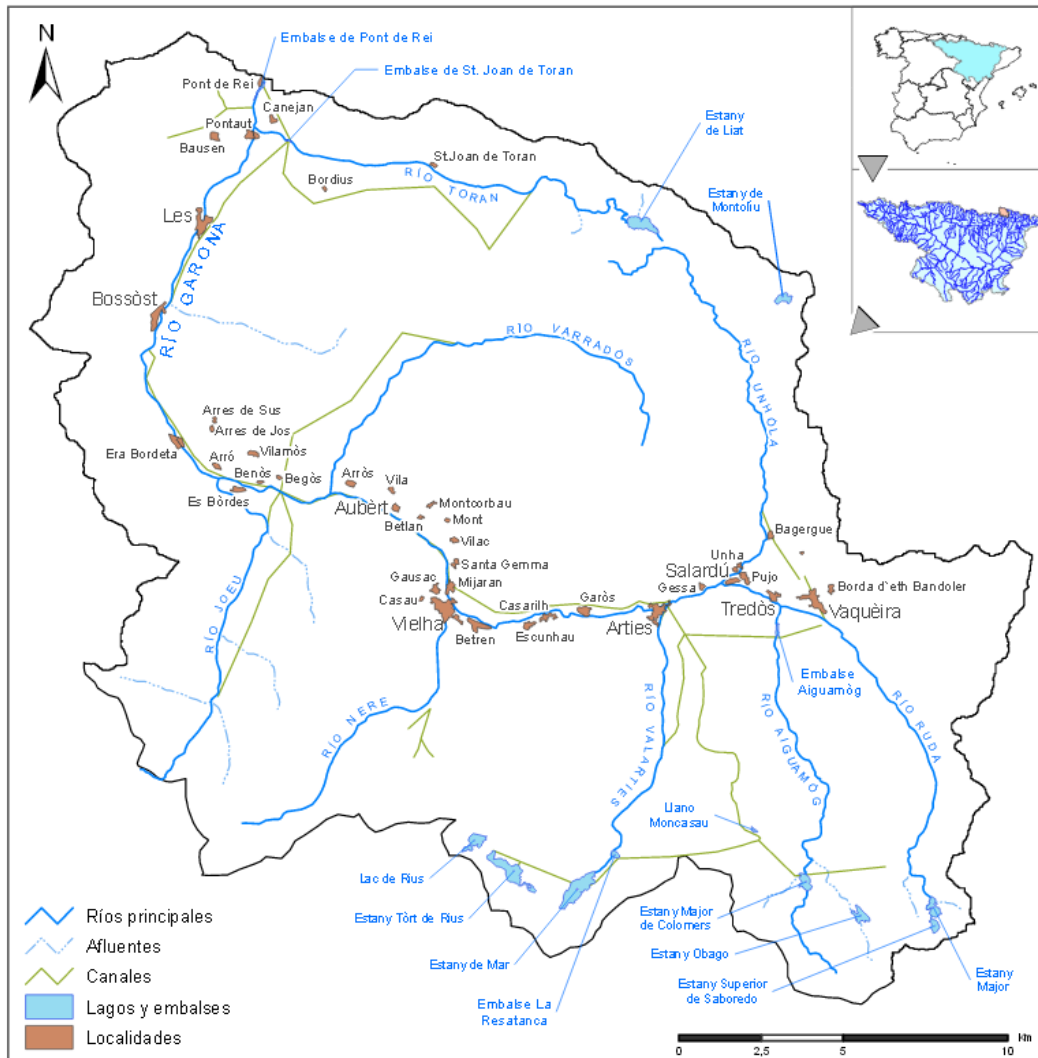 N
Embalse de Pont de Rei
Embalse de St. Joan de Toran
Pont de Rei
Canejan
Pontaut
Bausen
Estany
de Liat
St.Joan de Toran
RÍO TORAN
Bordius
Estany de
Montoliu
Les
RÍO GARONA
Bossòst
RÍO VARRADÒS
RÍO UNHÒLA
Arres de Sus
Arres de Jos
Era Bordeta
Arró
Vilamòs
Benòs
Begòs
Arròs
Vila
Es Bòrdes
Aubèrt
Montcorbau
Betlan
Mont
Vilac
Bagergue
Santa Gemma
Unha
Gausac
Mijaran
Salardú
Pujo
Gessa
Borda d'eth Bandoler
Casau
Casarilh
Garòs
Vielha
Arties
Tredòs
Vaquèira
Betren
Escunhau
RÍO JOEU
Embalse
Aiguamòg
RÍO NERE
RÍO VALARTIES
RÍO AIGUAMÒG
RÍO RUDA
Llano
Moncasau
Lac de Rius
Estany Tòrt de Rius
Estany Major
de Colomers
Estany de Mar
Estany Obago
Estany Superior
de Saboredo
Estany
Major
Embalse La
Resatanca
Ríos principales
Afluentes
Canales
Lagos y embalses
Localidades
km
0 2,5 5 10